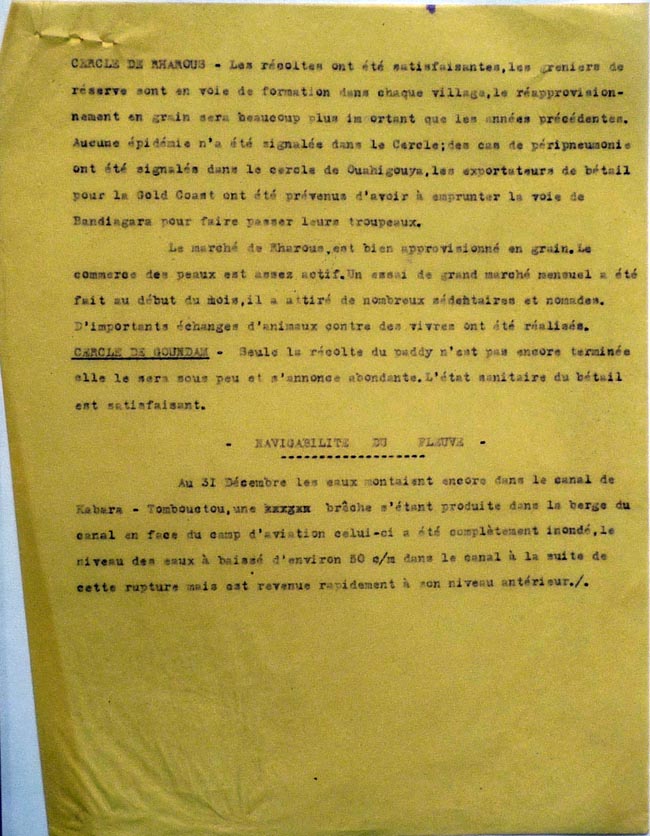 CERCLE DE RHAROUS - Les récoltes ont été satisfaisantes,les greniers de
réserve sont en voie de formation dans chaque village,le réapprovision-
nement en grain sera beaucoup plus im ortant que les années précédentes.
Aucune épidémie n'a été signalée dans le Cercle;des cas de péripneumonie
ont été signalés dans le cercle de Ouahigouya,les exportateurs de bétail
pour la Gold Coast ont été prévenus d'avoir à emprunter la voie de
Bandiagara pour faire passer leurs troupeaux.
Le marché de Rharous,est bien approvisionné en grain.Le
commerce des peaux est assez actif.Un essai de grand marché mensuel a été
fait au début du mois,il a attiré de nombreux sédentaires et nomades.
D'importants échanges d'animaux contre des vivres ont été réalisés.
CERCLE DE GOUNDAM - Seule la récolte du paddy n'est pas encore terminée
elle le sera sous peu et s'annonce abondante.L'état sanitaire du bétail
est satisfaisant.
- NAVIGABILITE DU FLEUVE -
Au 31 Décembre les eaux montaient encore dans le canal de
Kabara - Tombouctou,une brêche s'étant produite dans la berge du
canal en face du camp d'aviation celui-ci a été complètement inondé,le
niveau des eaux à baissé d'environ 50 c/m dans le canal à la suite de
cette rupture mais est revenue rapidement à son niveau antérieur./.